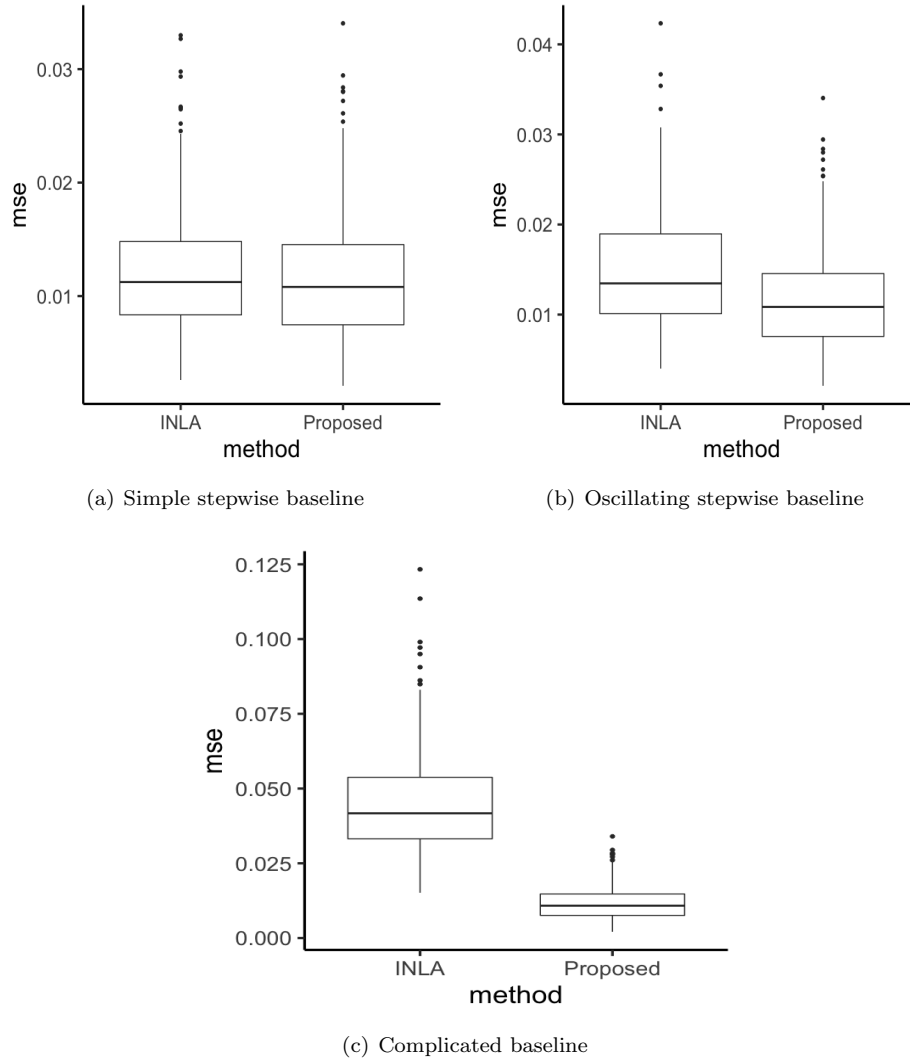 mse
0.03
0.02
0.01
INLA
Proposed
method
(a) Simple stepwise baseline
mse
0.04
0.03
0.02
0.01
INLA
Proposed
method
(b) Oscillating stepwise baseline
mse
0.125
0.100
0.075
0.050
0.025
0.000
INLA
Proposed
method
(c) Complicated baseline